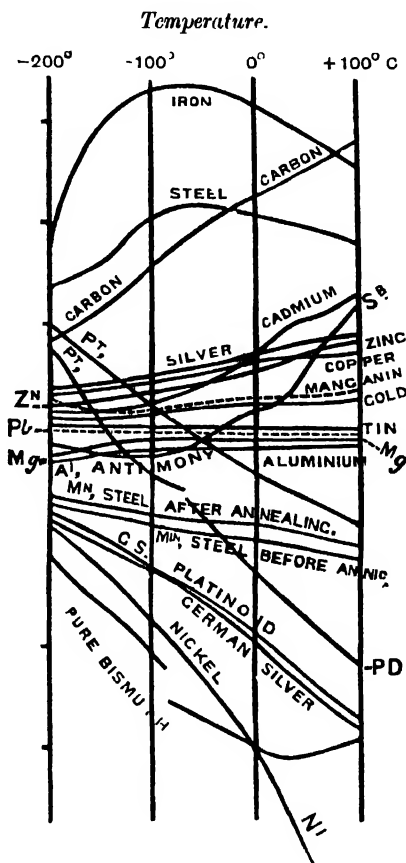 Temperature.
-200° -100° 0° +100° C
IRON
CARBON
STEEL
CARBON
PT,
PT,
CADMIUM
SB.
SILVER
ZINC
COPPER
MANGANIN
GOLD
ZN
Pb
TIN
Mg
Mg
Al, ANTIMONY
ALUMINIUM
MN, STEEL AFTER ANNEALING.
MN, STEEL BEFORE ANNG.
G.S.
PLATINOID
GERMAN SILVER
NICKEL
PD
PURE BISMUTH
NI